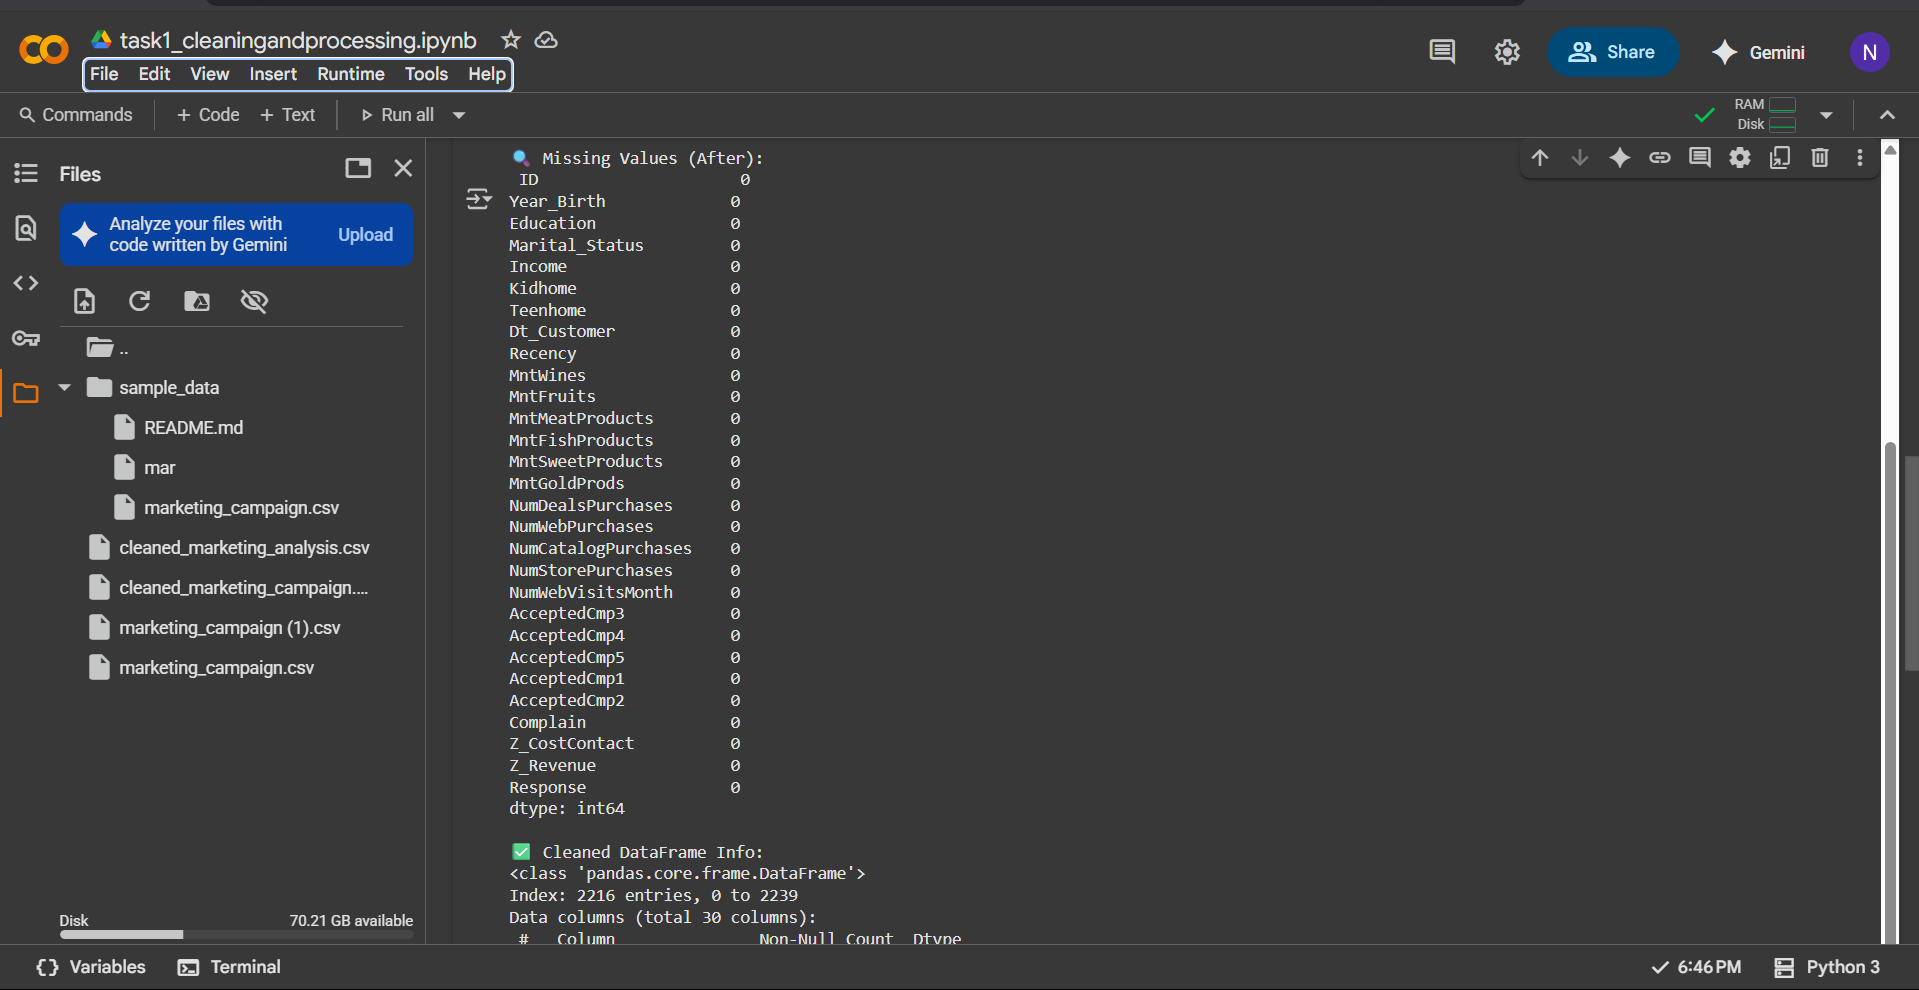 task1_cleaningandprocessing.ipynb
File Edit View Insert Runtime Tools Help
Share
Gemini
N
Commands
+ Code + Text
Run all
RAM
Disk
Files
Analyze your files with
code written by Gemini
Upload
..
sample_data
README.md
mar
marketing_campaign.csv
cleaned_marketing_analysis.csv
cleaned_marketing_campaign....
marketing_campaign (1).csv
marketing_campaign.csv
Disk 70.21 GB available
Missing Values (After):
ID 0
Year_Birth 0
Education 0
Marital_Status 0
Income 0
Kidhome 0
Teenhome 0
Dt_Customer 0
Recency 0
MntWines 0
MntFruits 0
MntMeatProducts 0
MntFishProducts 0
MntSweetProducts 0
MntGoldProds 0
NumDealsPurchases 0
NumWebPurchases 0
NumCatalogPurchases 0
NumStorePurchases 0
NumWebVisitsMonth 0
AcceptedCmp3 0
AcceptedCmp4 0
AcceptedCmp5 0
AcceptedCmp1 0
AcceptedCmp2 0
Complain 0
Z_CostContact 0
Z_Revenue 0
Response 0
dtype: int64
✅ Cleaned DataFrame Info:
<class 'pandas.core.frame.DataFrame'>
Index: 2216 entries, 0 to 2239
Data columns (total 30 columns):
# Column Non-Null Count Dtype
Variables
Terminal
6:46 PM
Python 3